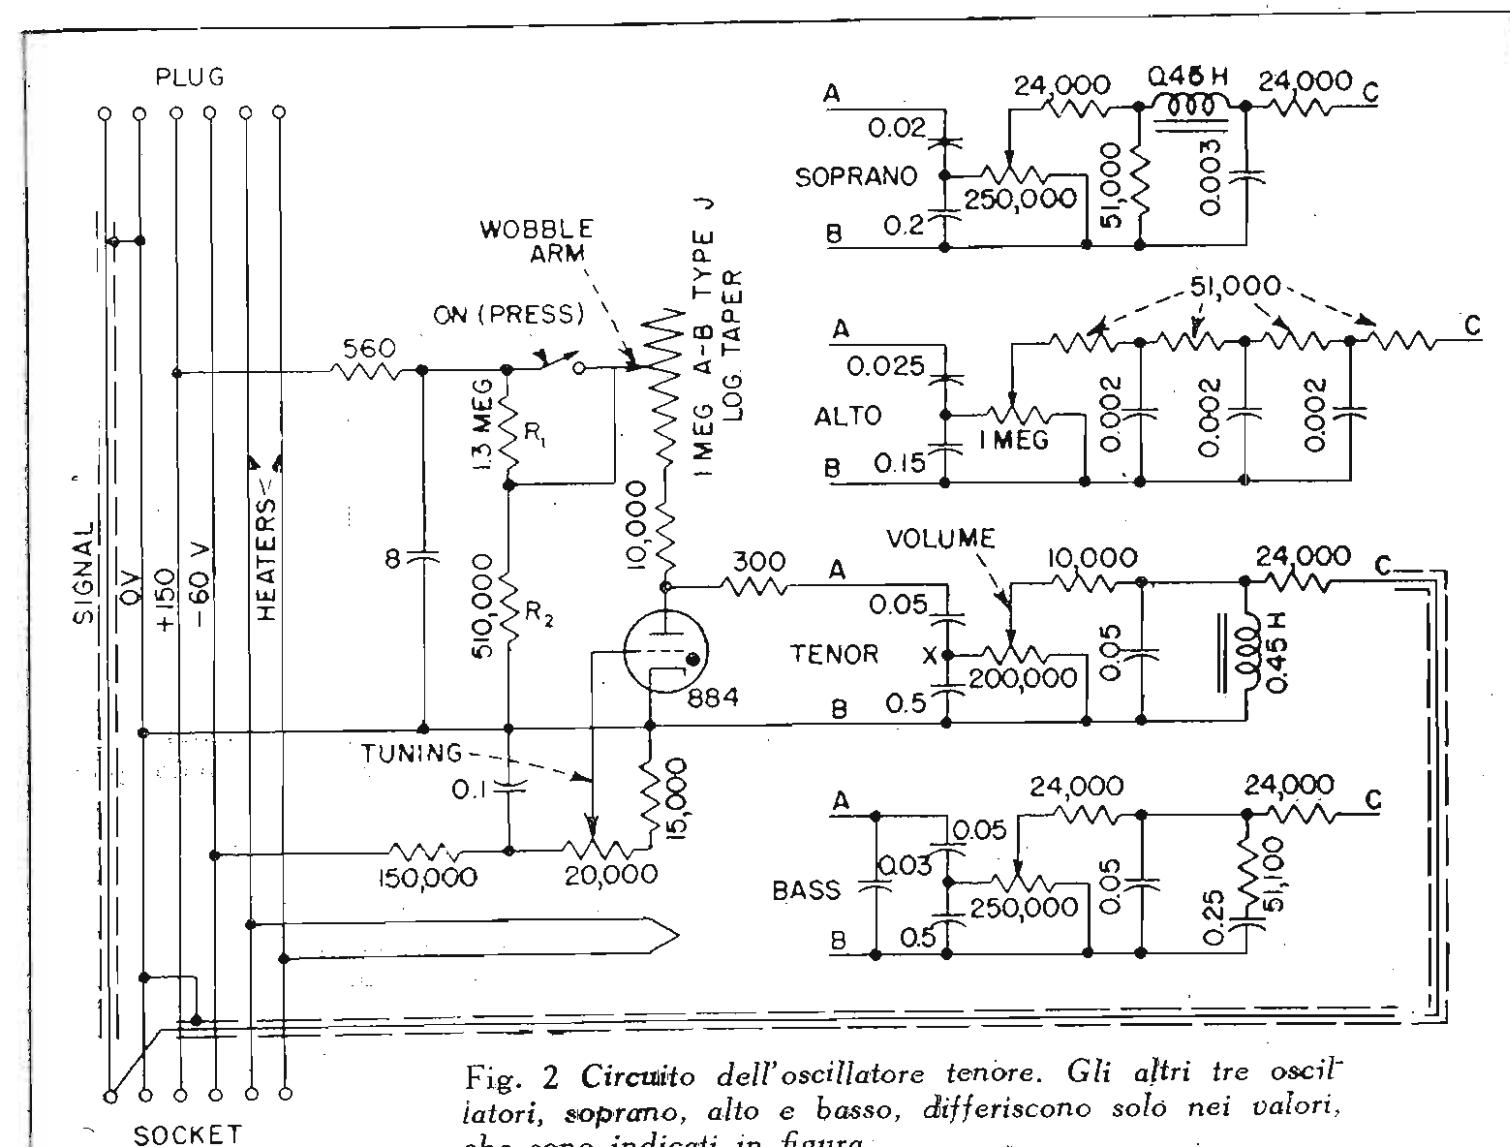 PLUG
SIGNAL
0V
+150
-60 V
HEATERS
SOCKET
560
8
ON (PRESS)
WOBBLE
ARM
1 MEG A-B TYPE J
LOG. TAPER
1.3 MEG
R1
510,000
R2
10,000
300
884
TUNING
0.1
15,000
150,000
20,000
A
0.02
SOPRANO
B
0.2
250,000
24,000
51,000
0.45 H
0.003
24,000
C
A
0.025
ALTO
B
0.15
1 MEG
51,000
0.002
0.002
0.002
C
VOLUME
A
0.05
TENOR
X
B
0.5
200,000
10,000
0.05
24,000
0.45 H
C
A
0.03
0.05
BASS
B
0.5
250,000
24,000
0.05
24,000
51,100
0.25
C
Fig. 2 Circuito dell'oscillatore tenore. Gli altri tre oscil-
latori, soprano, alto e basso, differiscono solo nei valori,
che sono indicati in figura